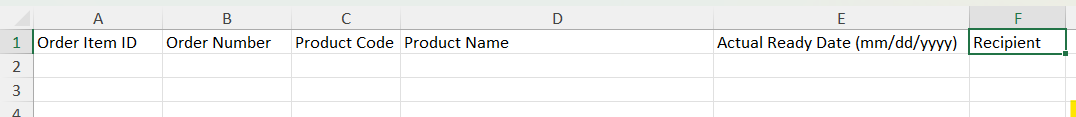 A B C D E F
1 Order Item ID Order Number Product Code Product Name Actual Ready Date (mm/dd/yyyy) Recipient
2
3
4